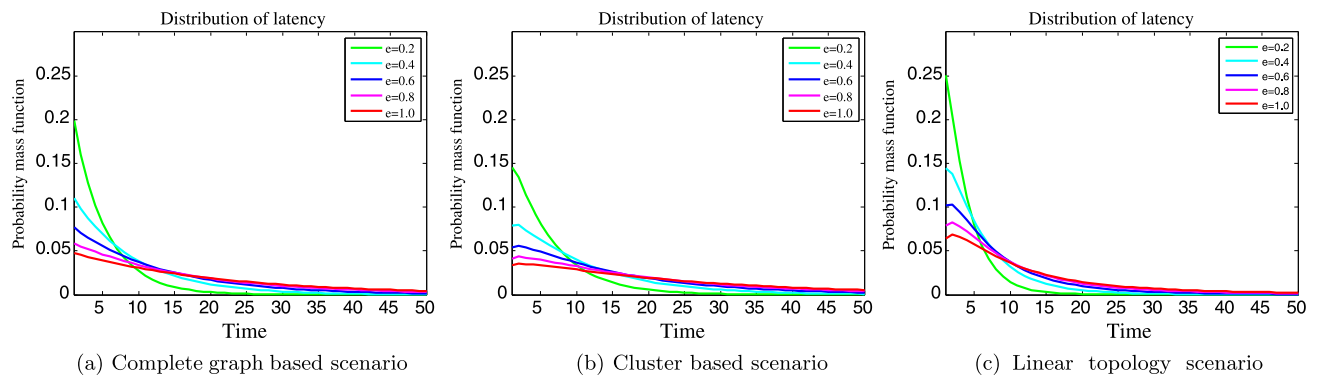 Distribution of latency
Probability mass function
0.25
0.2
0.15
0.1
0.05
0
e=0.2
e=0.4
e=0.6
e=0.8
e=1.0
5 10 15 20 25 30 35 40 45 50
Time
(a) Complete graph based scenario
Distribution of latency
Probability mass function
0.25
0.2
0.15
0.1
0.05
0
e=0.2
e=0.4
e=0.6
e=0.8
e=1.0
5 10 15 20 25 30 35 40 45 50
Time
(b) Cluster based scenario
Distribution of latency
Probability mass function
0.25
0.2
0.15
0.1
0.05
0
e=0.2
e=0.4
e=0.6
e=0.8
e=1.0
5 10 15 20 25 30 35 40 45 50
Time
(c) Linear topology scenario